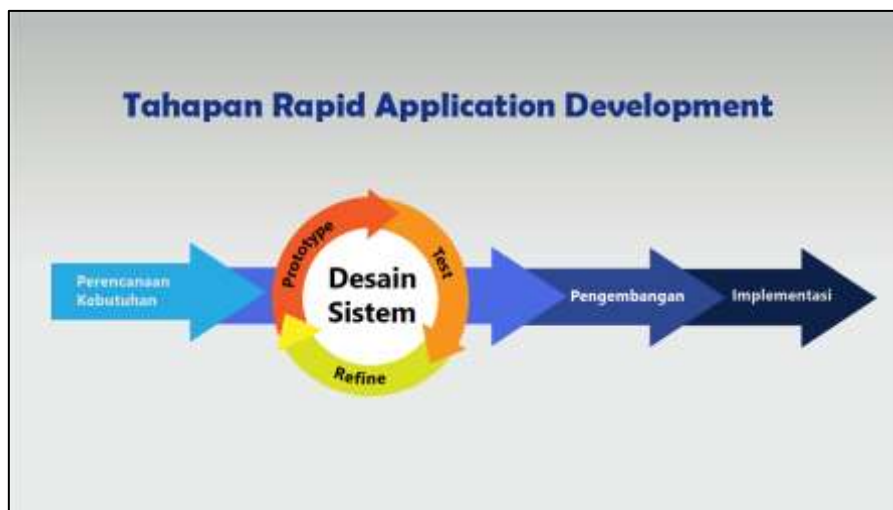 Tahapan Rapid Application Development
Perencanaan
Kebutuhan
Prototype
Test
Refine
Desain
Sistem
Pengembangan
Implementasi